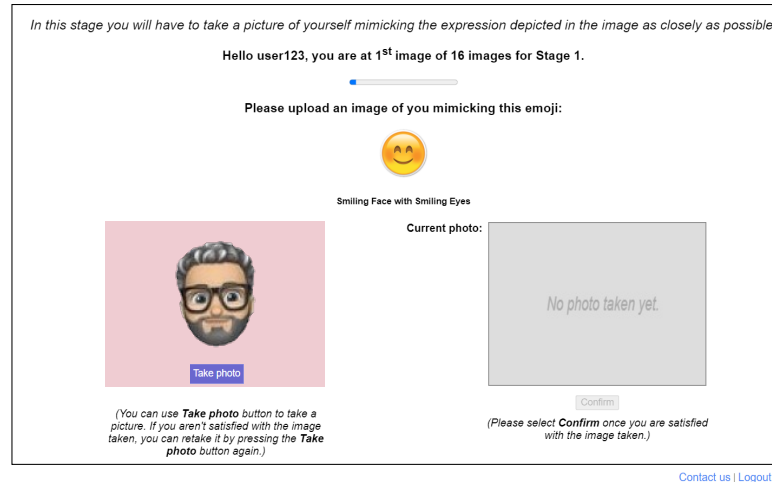 In this stage you will have to take a picture of yourself mimicking the expression depicted in the image as closely as possible
Hello user123, you are at 1st image of 16 images for Stage 1.
Please upload an image of you mimicking this emoji:
Smiling Face with Smiling Eyes
Current photo:
No photo taken yet.
Take photo
Confirm
(You can use Take photo button to take a
picture. If you aren't satisfied with the image
taken, you can retake it by pressing the Take
photo button again.)
(Please select Confirm once you are satisfied
with the image taken.)
Contact us | Logout